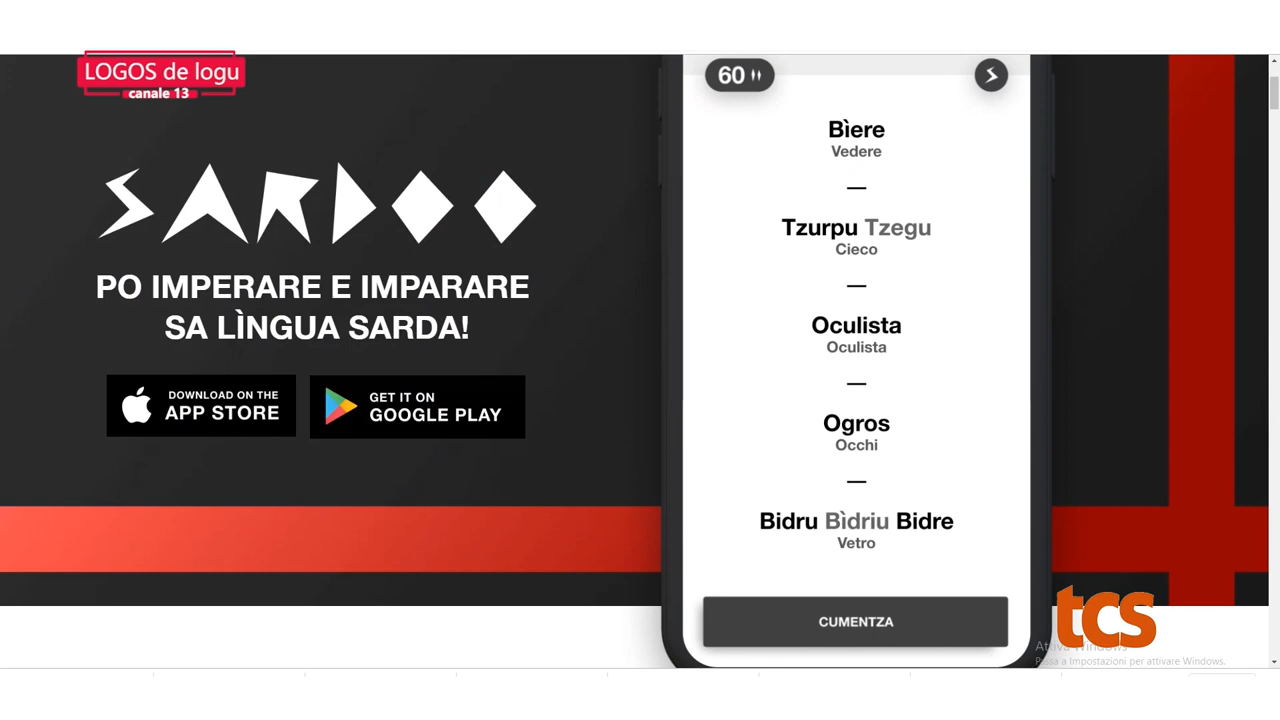 LOGOS de logu
canale 13
SARDOO
PO IMPERARE E IMPARARE
SA LÌNGUA SARDA!
DOWNLOAD ON THE
APP STORE
GET IT ON
GOOGLE PLAY
60
Bìere
Vedere
—
Tzurpu Tzegu
Cieco
—
Oculista
Oculista
—
Ogros
Occhi
—
Bidru Bìdriu Bidre
Vetro
CUMENTZA
tcs
Attiva Windows
Passa a Impostazioni per attivare Windows.